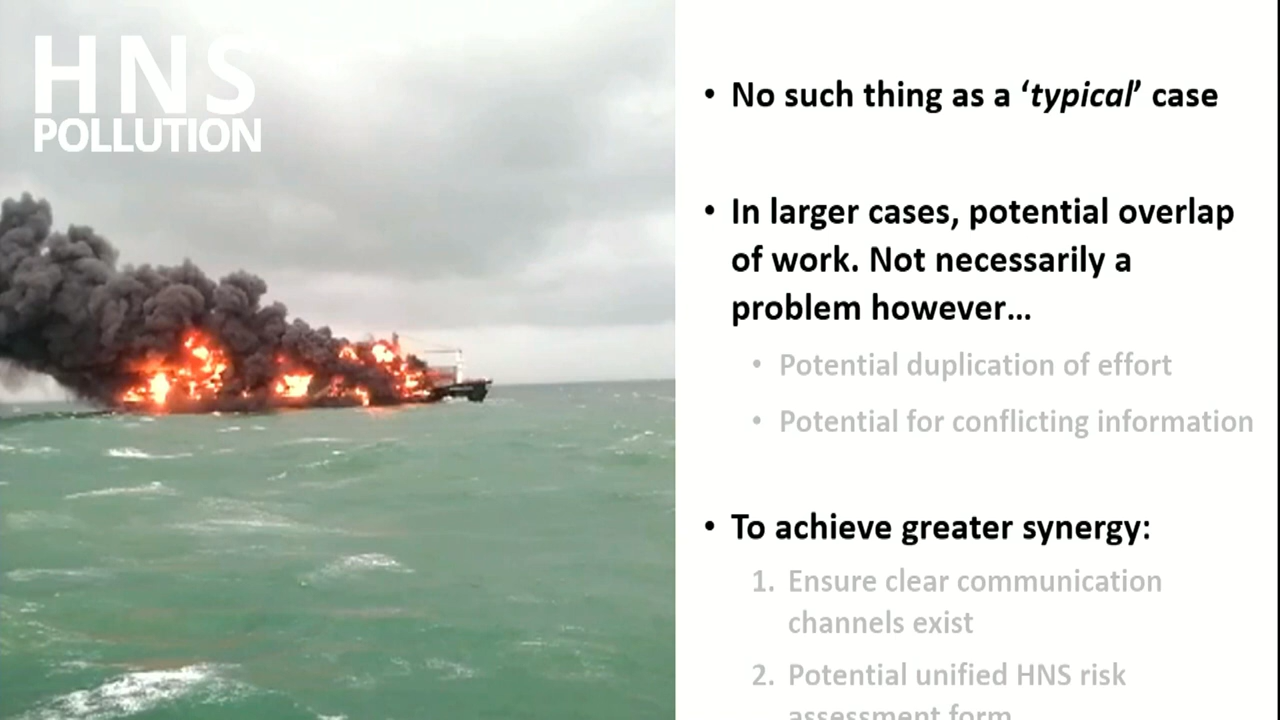 HNS
POLLUTION
• No such thing as a ‘typical’ case
• In larger cases, potential overlap
of work. Not necessarily a
problem however…
• Potential duplication of effort
• Potential for conflicting information
• To achieve greater synergy:
1. Ensure clear communication
channels exist
2. Potential unified HNS risk
assessment form